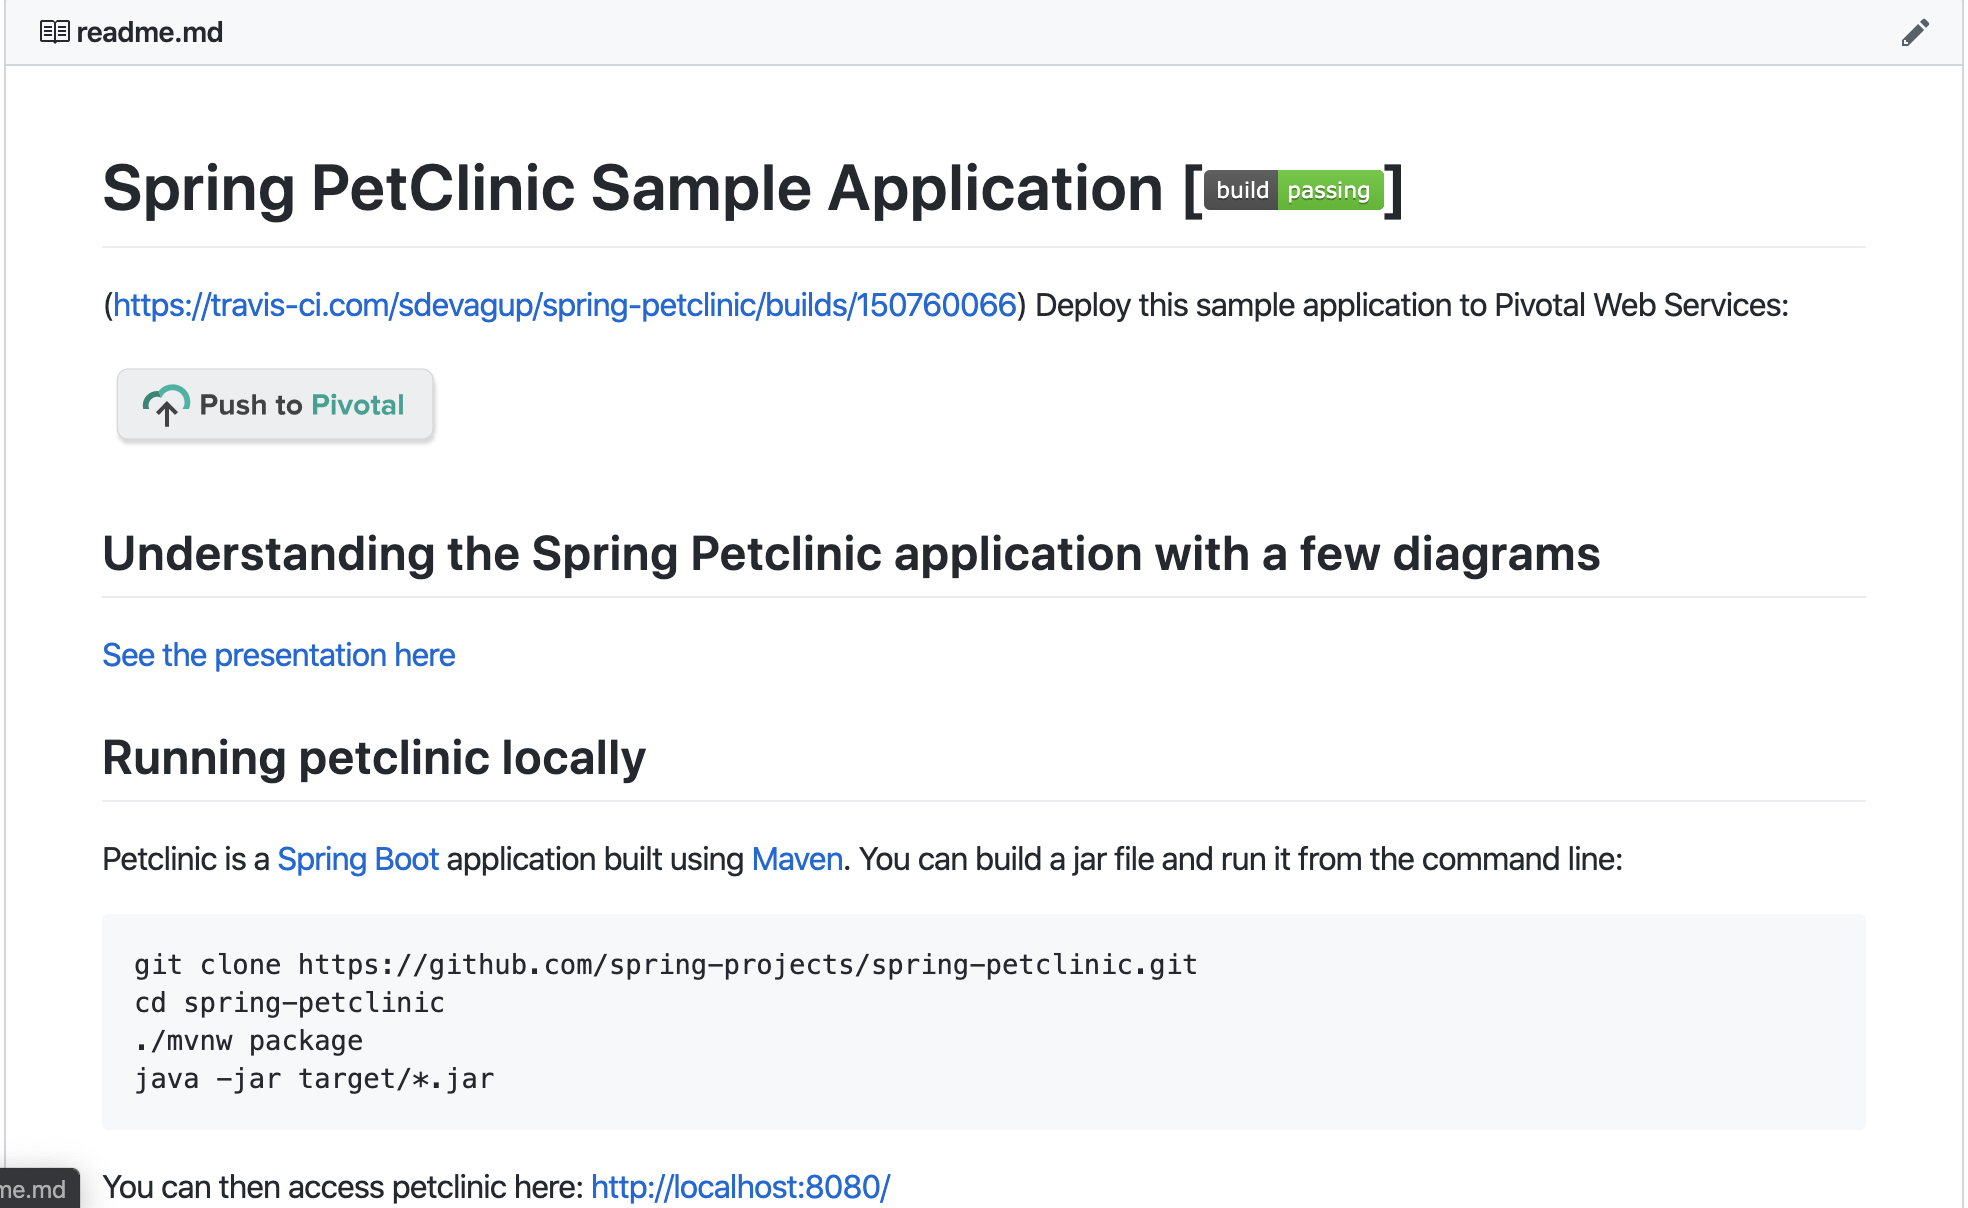 readme.md
Spring PetClinic Sample Application [build passing]
(https://travis-ci.com/sdevagup/spring-petclinic/builds/150760066) Deploy this sample application to Pivotal Web Services:
Push to Pivotal
Understanding the Spring Petclinic application with a few diagrams
See the presentation here
Running petclinic locally
Petclinic is a Spring Boot application built using Maven. You can build a jar file and run it from the command line:
git clone https://github.com/spring-projects/spring-petclinic.git
cd spring-petclinic
./mvnw package
java -jar target/*.jar
me.md
You can then access petclinic here: http://localhost:8080/